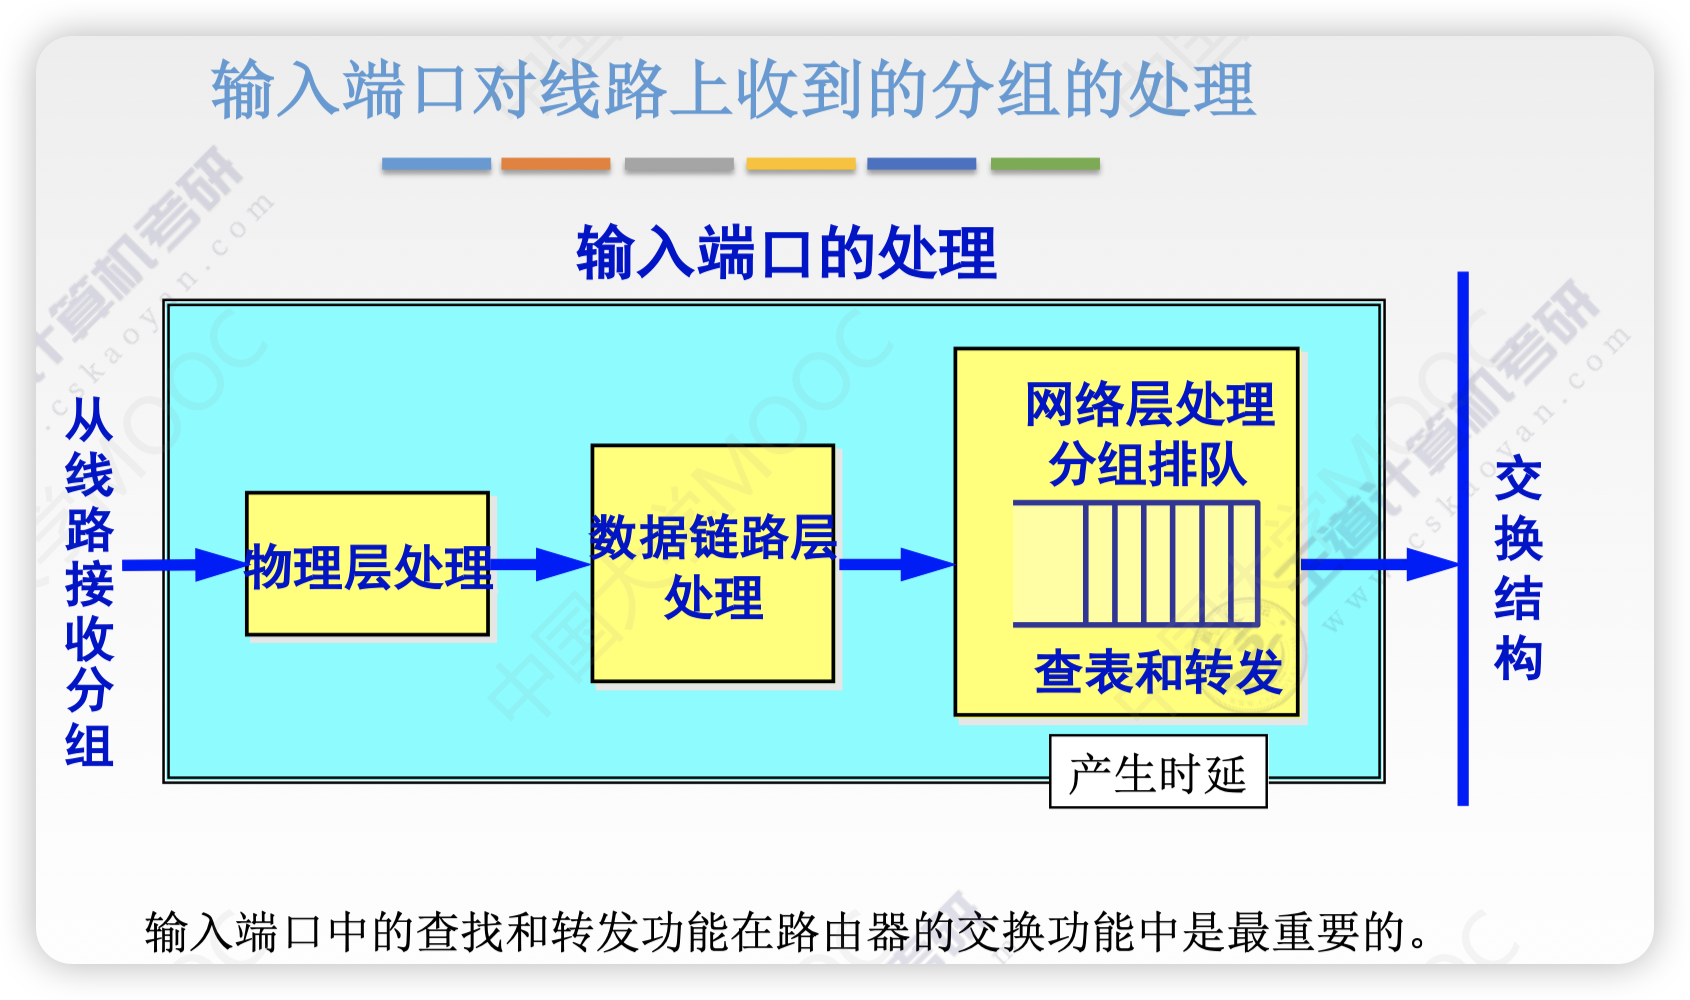 输入端口对线路上收到的分组的处理
输入端口的处理
从线路接收分组
物理层处理
数据链路层
处理
网络层处理
分组排队
查表和转发
产生时延
交换结构
输入端口中的查找和转发功能在路由器的交换功能中是最重要的。